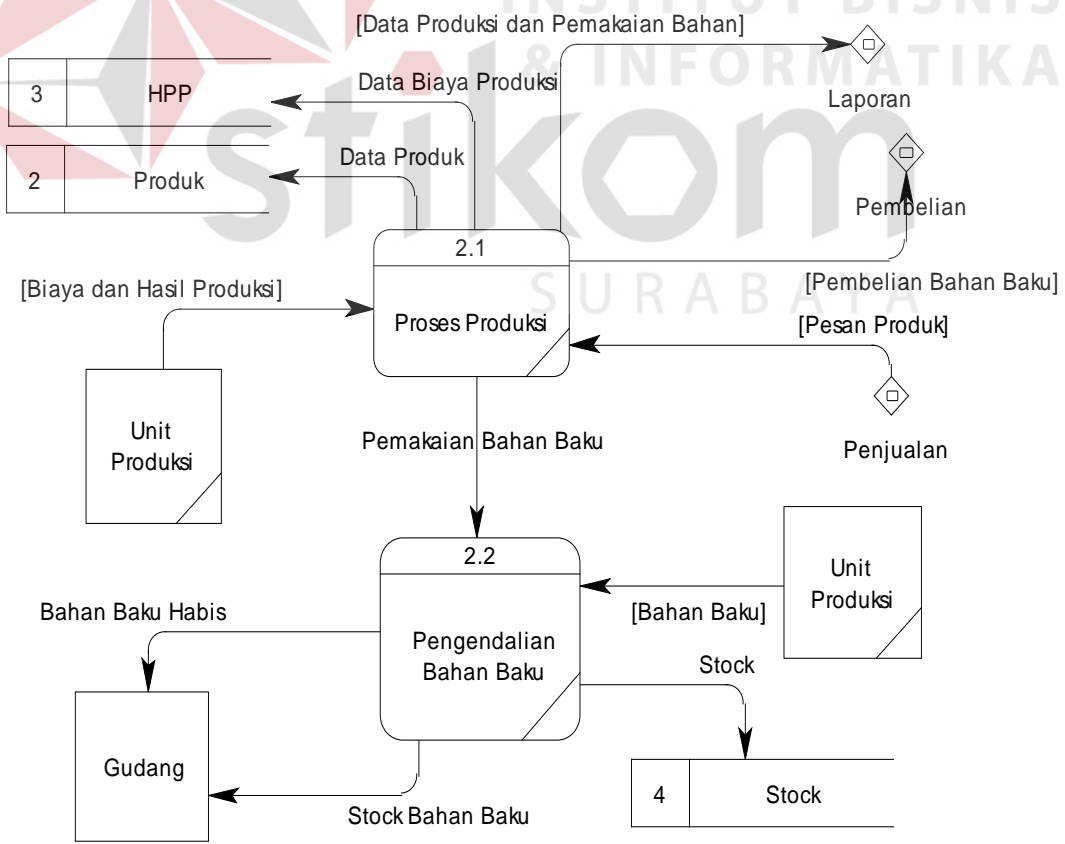 INSTITUT BISNIS
& INFORMATIKA
stikom
SURABAYA
[Data Produksi dan Pemakaian Bahan]
Laporan
3 HPP
Data Biaya Produksi
2 Produk
Data Produk
Pembelian
2.1
Proses Produksi
[Pembelian Bahan Baku]
[Biaya dan Hasil Produksi]
[Pesan Produk]
Unit
Produksi
Pemakaian Bahan Baku
Penjualan
2.2
Pengendalian
Bahan Baku
Unit
Produksi
[Bahan Baku]
Bahan Baku Habis
Stock
Gudang
Stock Bahan Baku
4 Stock